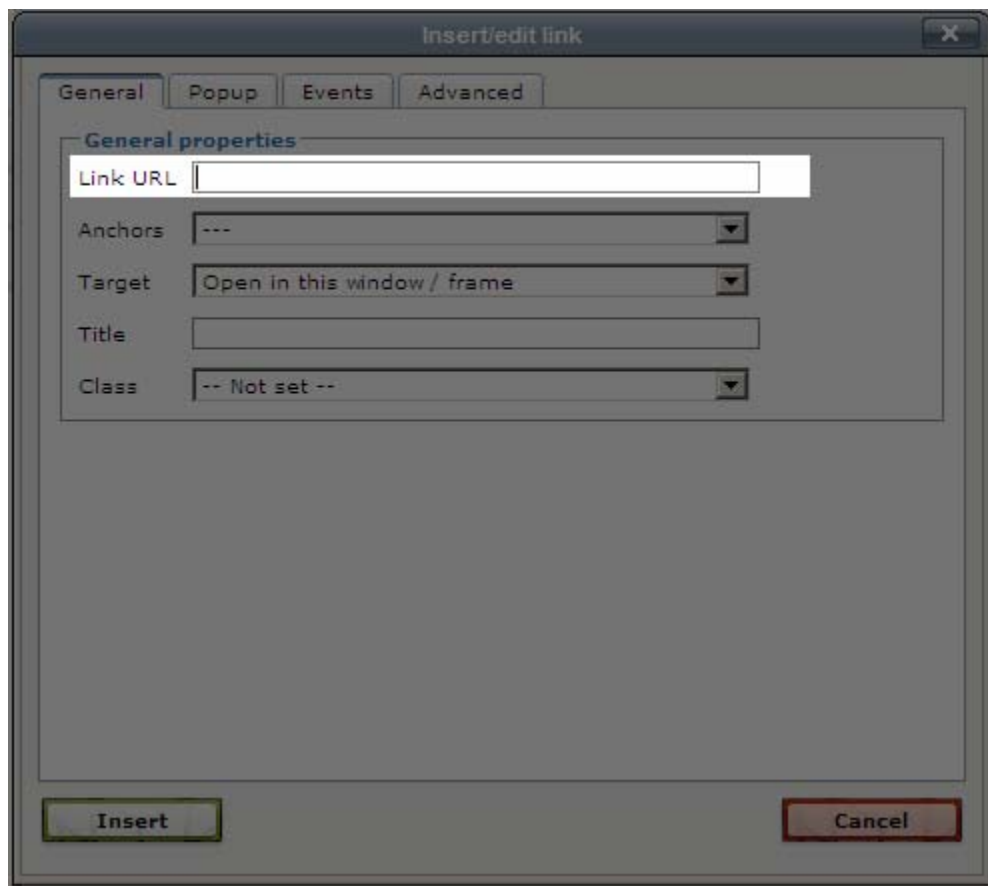 Insert/edit link
General Popup Events Advanced
General properties
Link URL
Anchors ---
Target Open in this window / frame
Title
Class -- Not set --
Insert Cancel